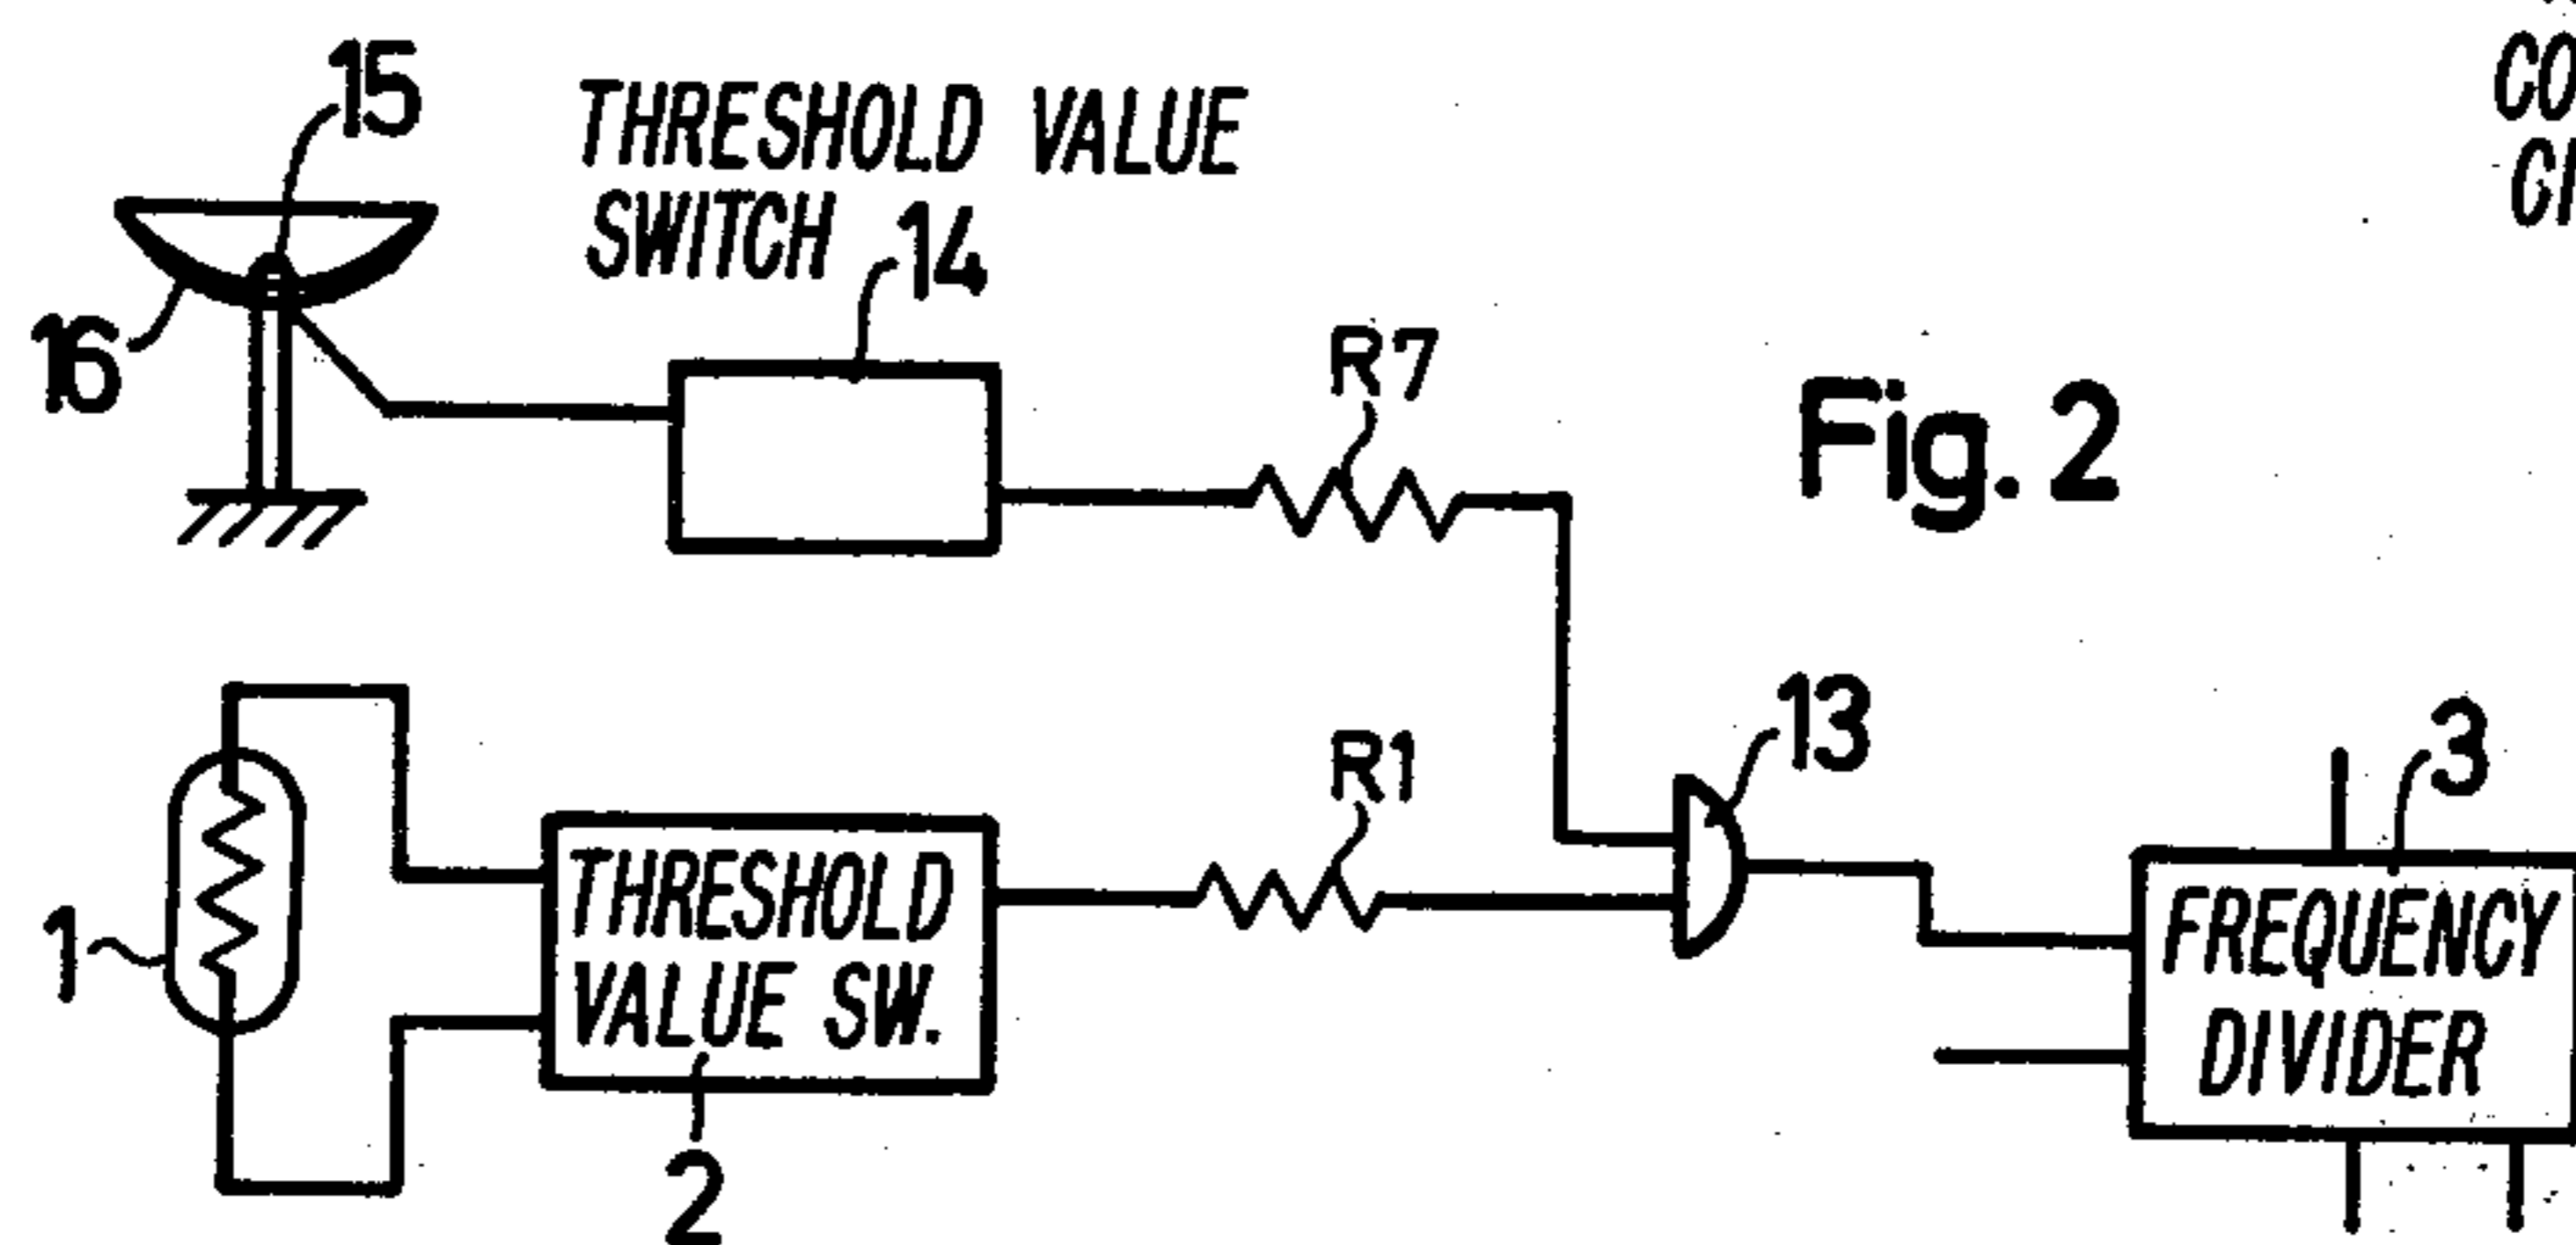 15
THRESHOLD VALUE
SWITCH
14
16
R7
Fig. 2
CO
13
R1
3
1
THRESHOLD
VALUE SW.
FREQUENCY
DIVIDER
2